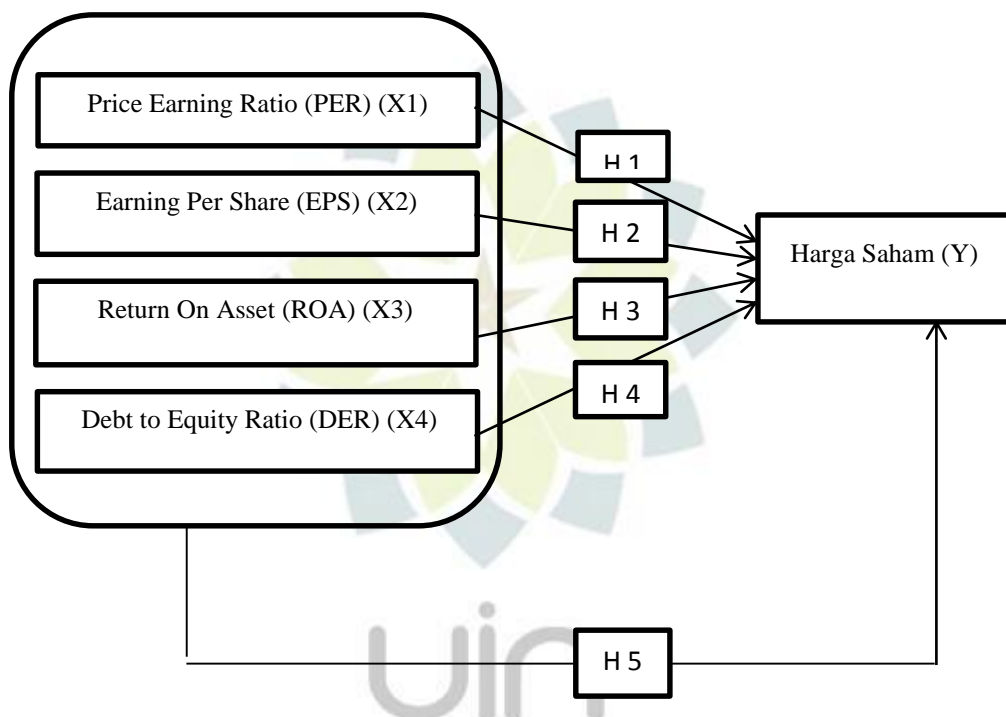 Price Earning Ratio (PER) (X1)
H 1
Earning Per Share (EPS) (X2)
H 2
Harga Saham (Y)
Return On Asset (ROA) (X3)
H 3
Debt to Equity Ratio (DER) (X4)
H 4
H 5
uin